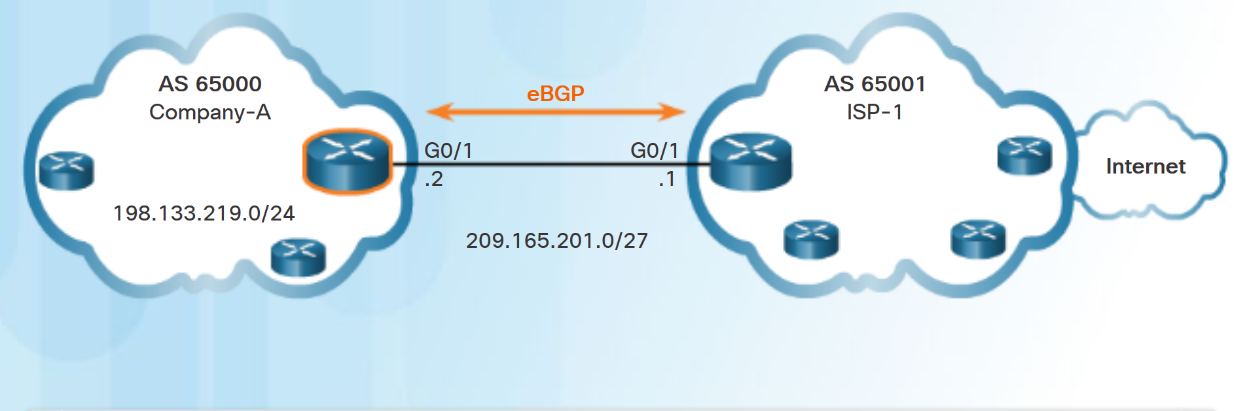 AS 65000
Company-A
198.133.219.0/24
eBGP
G0/1
.2
G0/1
.1
209.165.201.0/27
AS 65001
ISP-1
Internet